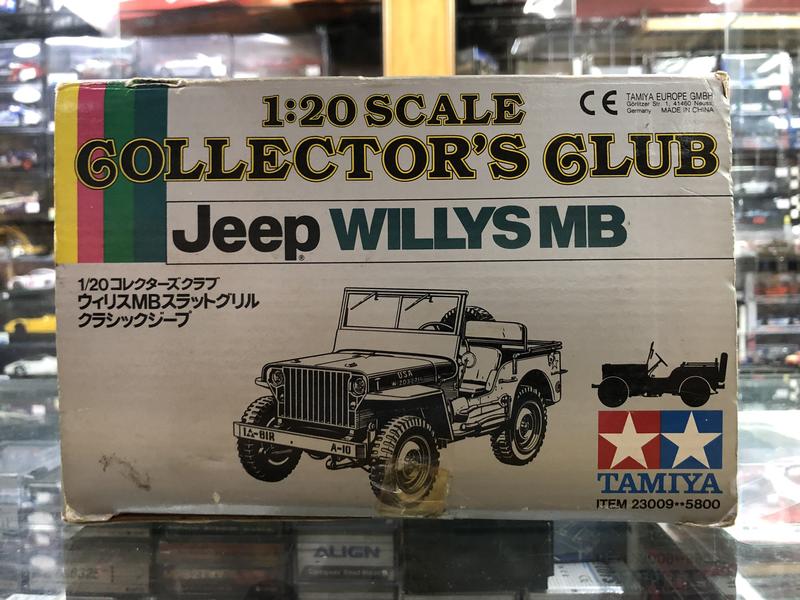 1:20 SCALE
COLLECTOR'S CLUB
CE
TAMIYA EUROPE GMBH
Görlitzer Str. 1, 41460 Neuss,
Germany MADE IN CHINA
Jeep® WILLYS MB
1/20 コレクターズクラブ
ウィリスMBスラットグリル
クラシックジープ
USA
1A-81R
A-10
TAMIYA
ITEM 23009**5800
ALIGN